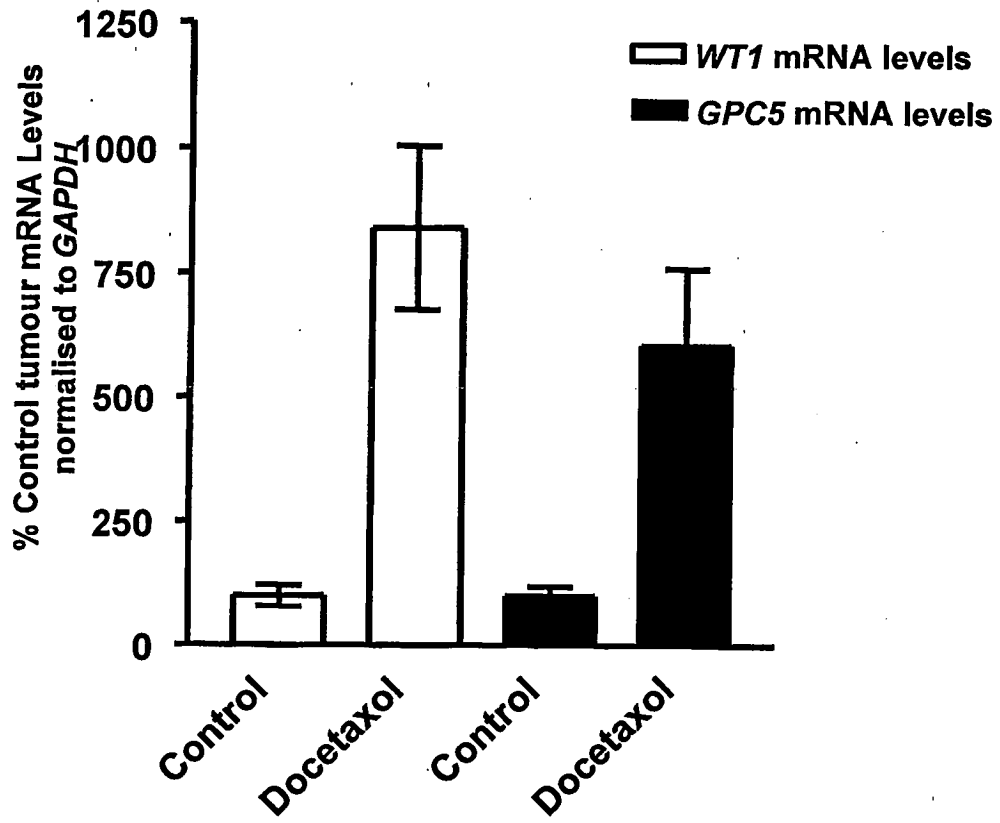 % Control tumour mRNA Levels
normalised to GAPDH
1250
1000
750
500
250
0
WT1 mRNA levels
GPC5 mRNA levels
Control
Docetaxol
Control
Docetaxol